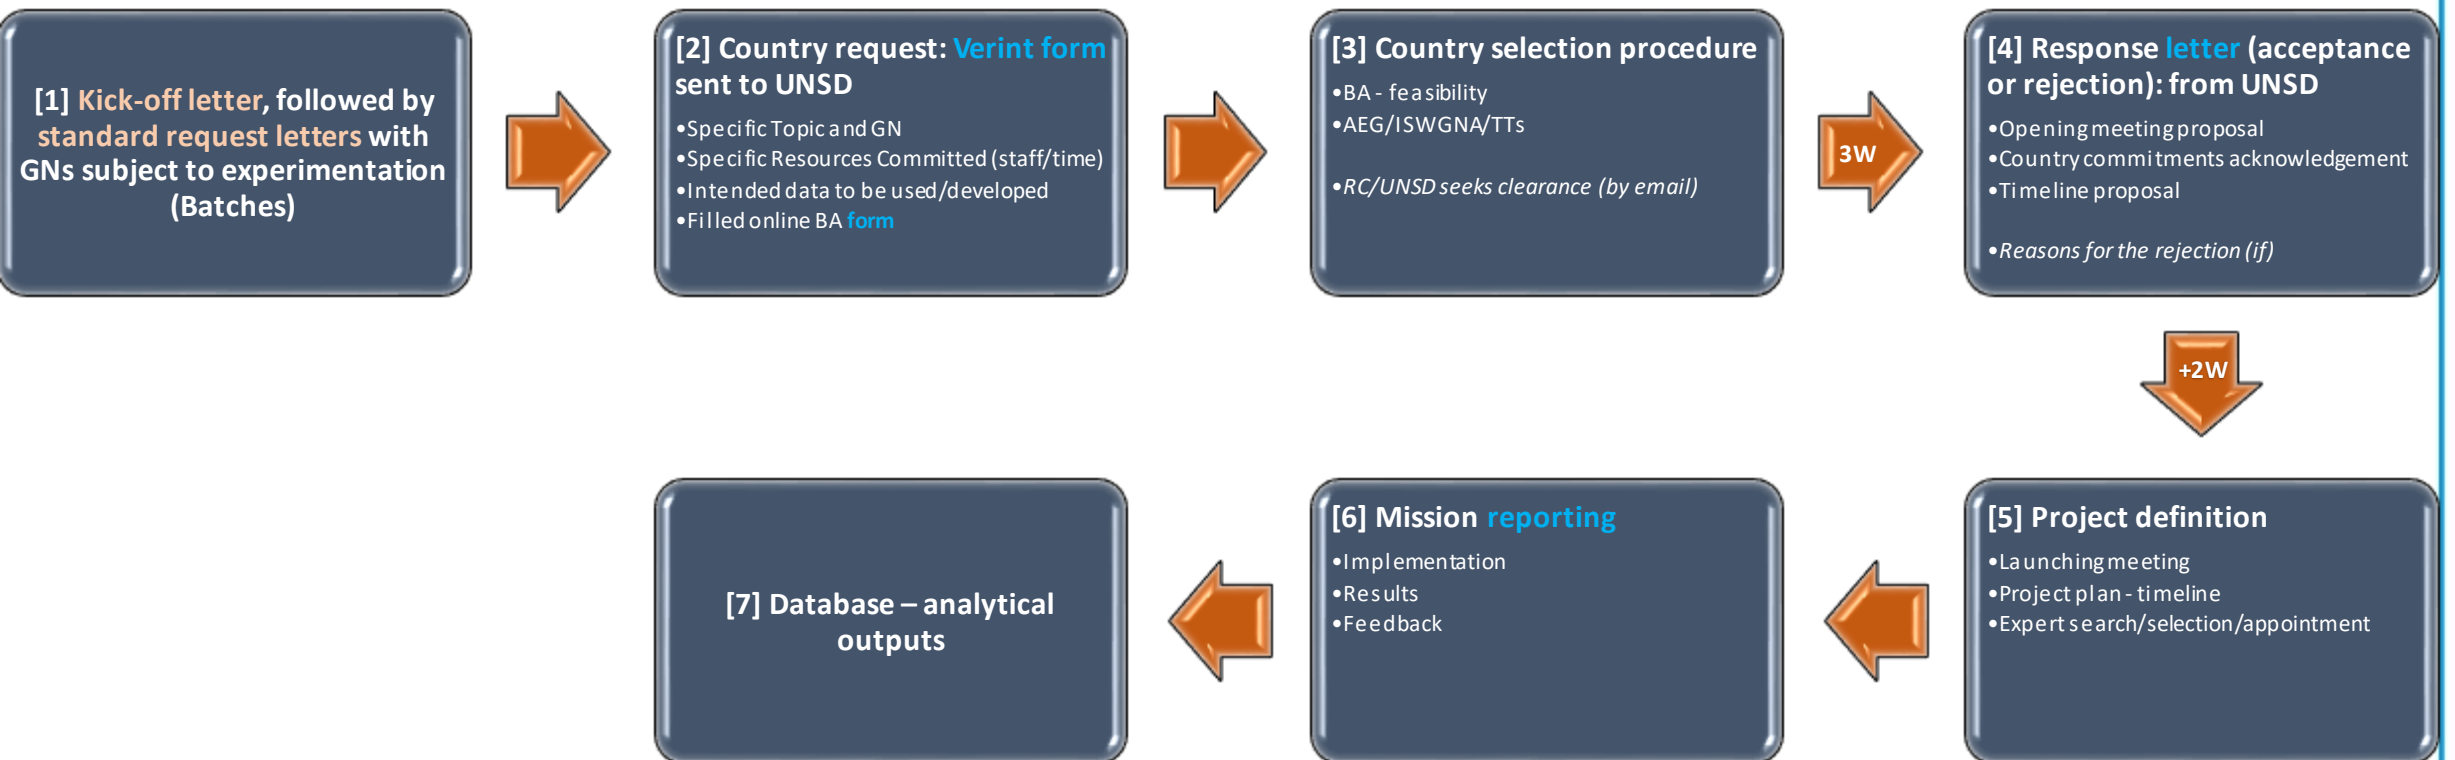 [1] Kick-off letter, followed by
standard request letters with
GNs subject to experimentation
(Batches)
[2] Country request: Verint form
sent to UNSD
•Specific Topic and GN
•Specific Resources Committed (staff/time)
•Intended data to be used/developed
•Filled online BA form
[3] Country selection procedure
•BA - feasibility
•AEG/ISWGNA/TTs
•RC/UNSD seeks clearance (by email)
3W
[4] Response letter (acceptance
or rejection): from UNSD
•Opening meeting proposal
•Country commitments acknowledgement
•Timeline proposal
•Reasons for the rejection (if)
+2W
[5] Project definition
•Launching meeting
•Project plan - timeline
•Expert search/selection/appointment
[6] Mission reporting
•Implementation
•Results
•Feedback
[7] Database – analytical
outputs